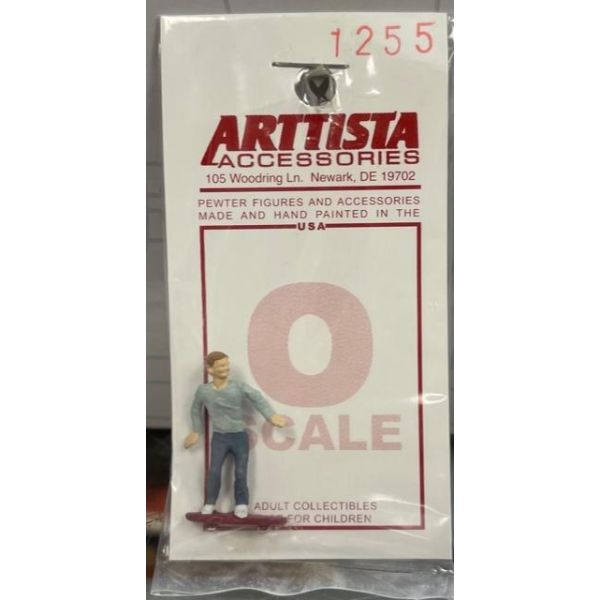 1255
ARTTISTA
ACCESSORIES
105 Woodring Ln. Newark, DE 19702
PEWTER FIGURES AND ACCESSORIES
MADE AND HAND PAINTED IN THE
USA
O
SCALE
ADULT COLLECTIBLES
FOR CHILDREN